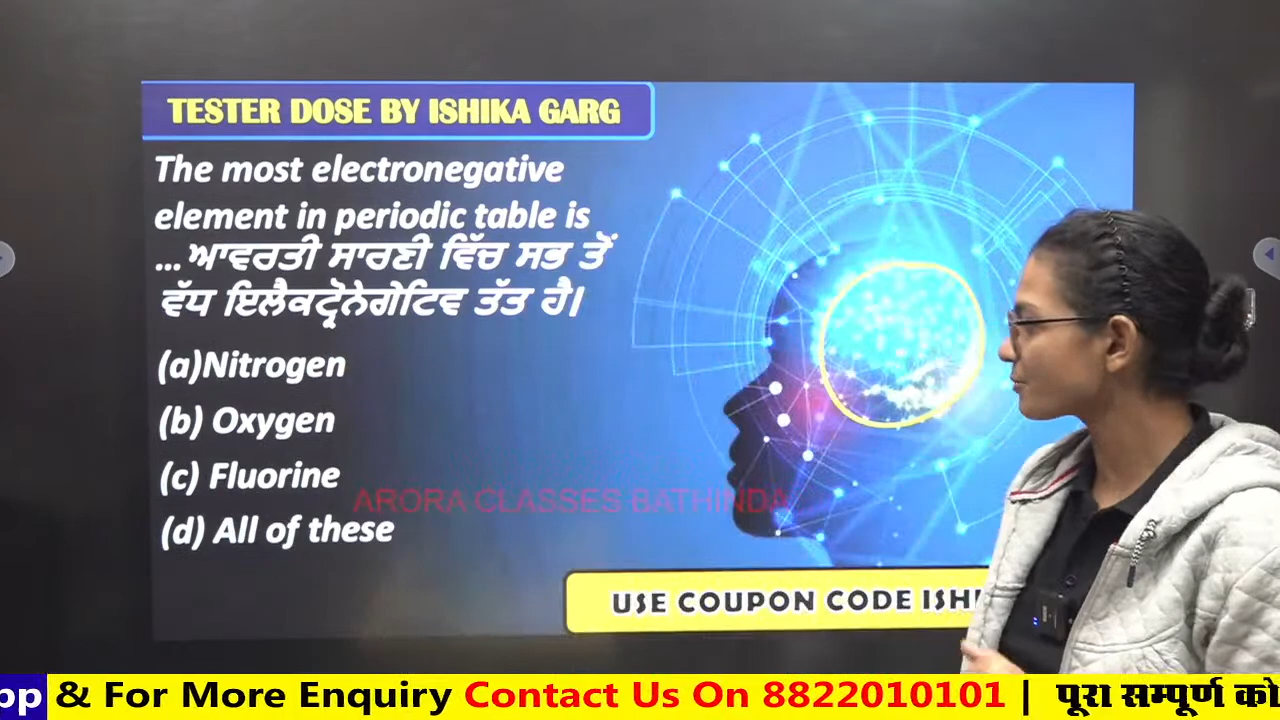 TESTER DOSE BY ISHIKA GARG
The most electronegative
element in periodic table is
...ਆਵਰਤੀ ਸਾਰਣੀ ਵਿੱਚ ਸਭ ਤੋਂ
ਵੱਧ ਇਲੈਕਟ੍ਰੋਨੇਗੇਟਿਵ ਤੱਤ ਹੈ।
(a)Nitrogen
(b) Oxygen
(c) Fluorine
ARORA CLASSES BATHINDA
(d) All of these
USE COUPON CODE
& For More Enquiry Contact Us On 8822010101 | पूरा सम्पूर्ण